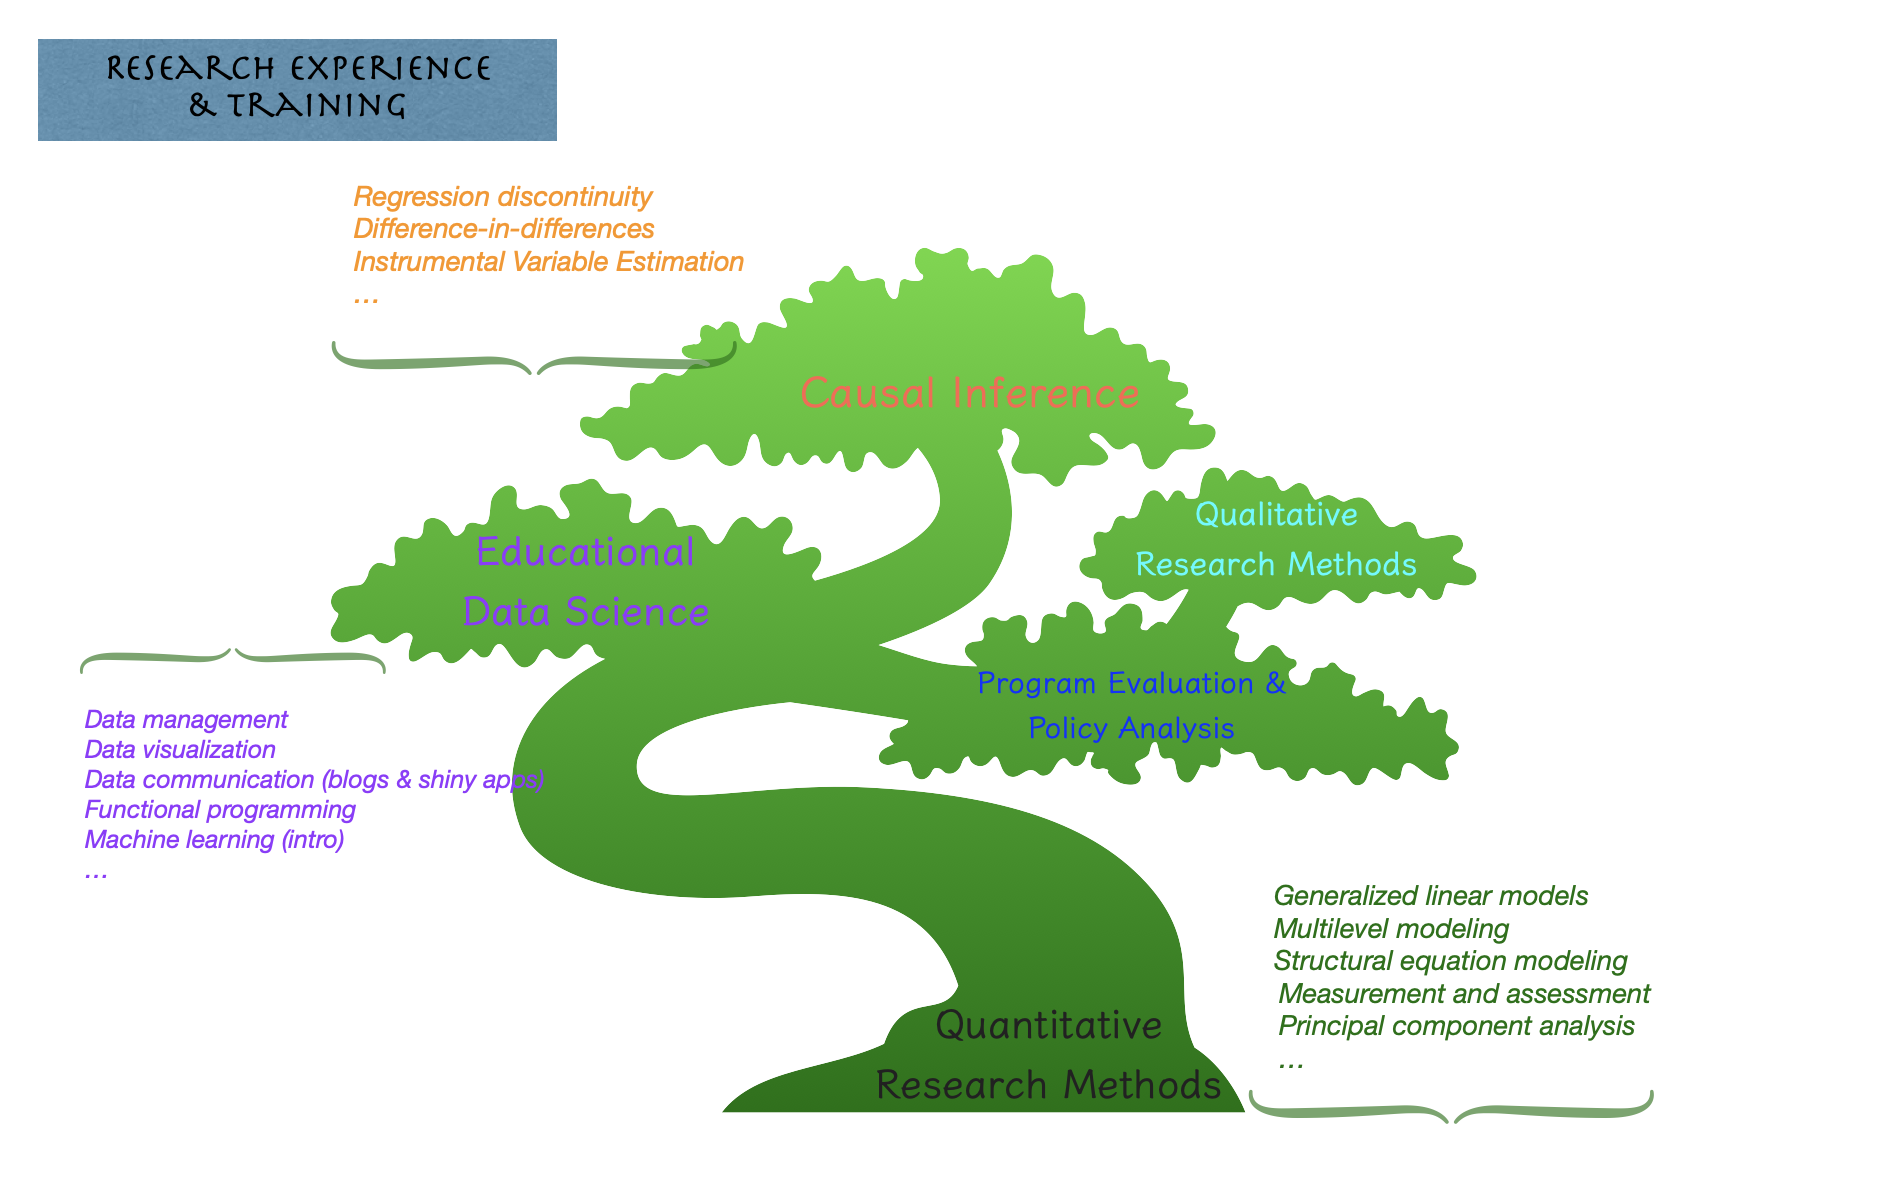 RESEARCH EXPERIENCE
& TRAINING
Regression discontinuity
Difference-in-differences
Instrumental Variable Estimation
...
Causal Inference
Educational
Data Science
Qualitative
Research Methods
Program Evaluation &
Policy Analysis
Data management
Data visualization
Data communication (blogs & shiny apps)
Functional programming
Machine learning (intro)
...
Generalized linear models
Multilevel modeling
Structural equation modeling
Measurement and assessment
Principal component analysis
...
Quantitative
Research Methods